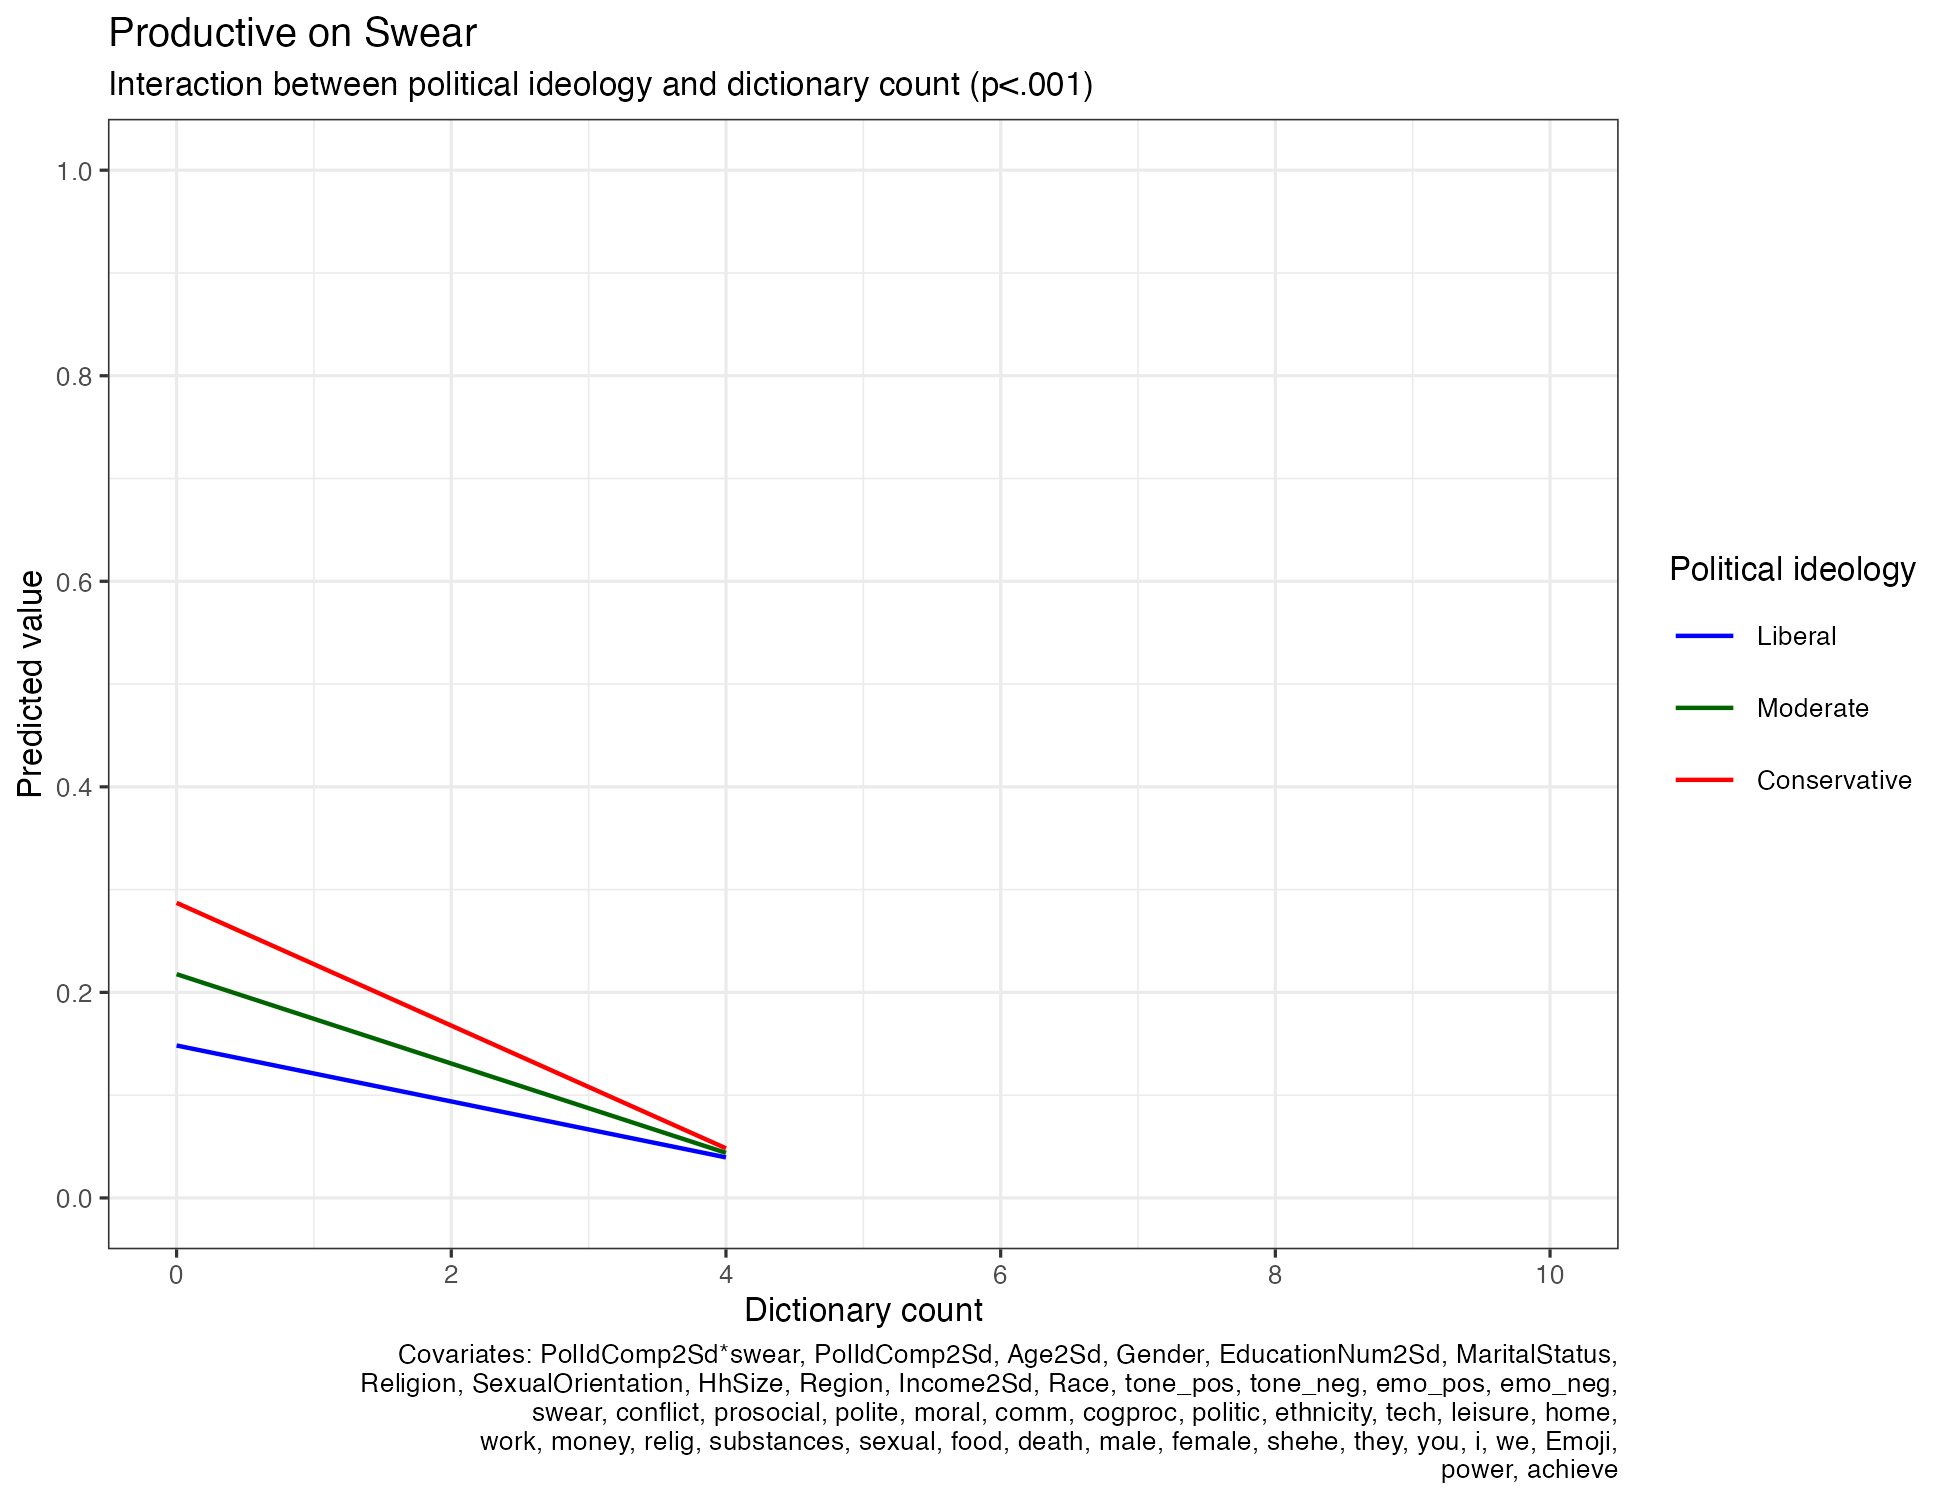 Productive on Swear
Interaction between political ideology and dictionary count (p<.001)
1.0
0.8
0.6
0.4
0.2
0.0
Predicted value
0
2
4
6
8
10
Dictionary count
Political ideology
Liberal
Moderate
Conservative
Covariates: PolIdComp2Sd*swear, PolIdComp2Sd, Age2Sd, Gender, EducationNum2Sd, MaritalStatus,
Religion, SexualOrientation, HhSize, Region, Income2Sd, Race, tone_pos, tone_neg, emo_pos, emo_neg,
swear, conflict, prosocial, polite, moral, comm, cogproc, politic, ethnicity, tech, leisure, home,
work, money, relig, substances, sexual, food, death, male, female, shehe, they, you, i, we, Emoji,
power, achieve